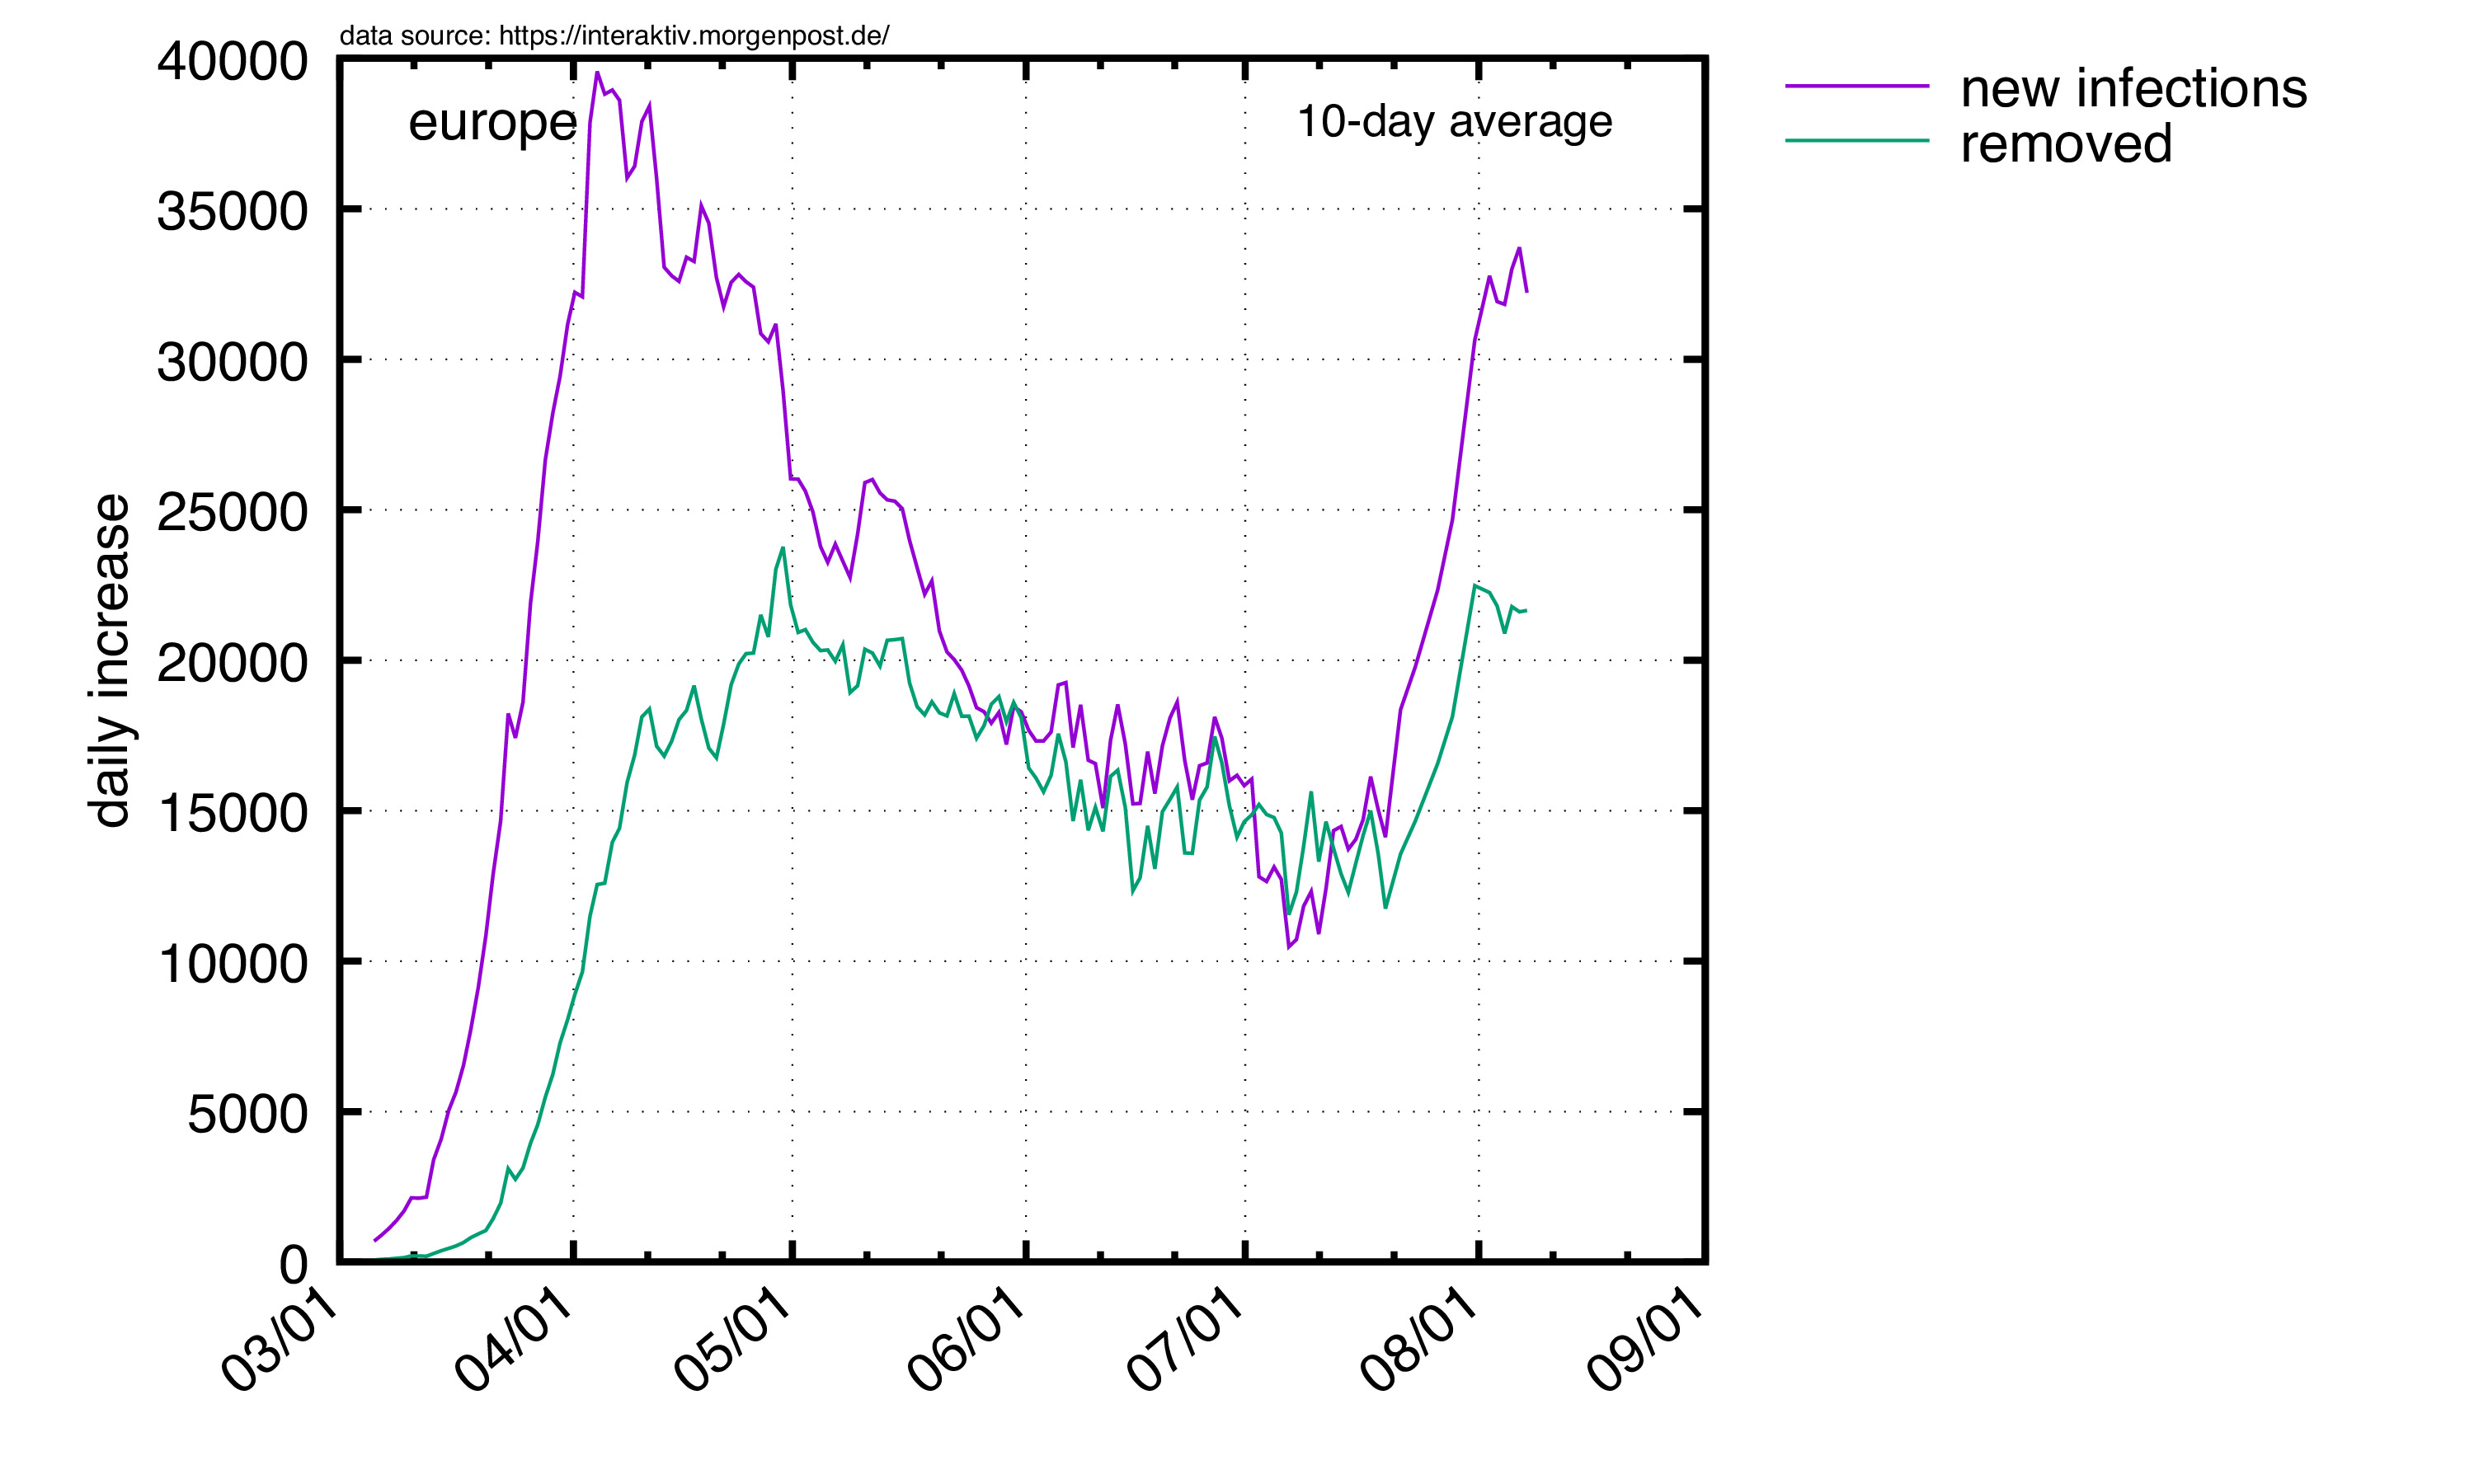 data source: https://interaktiv.morgenpost.de/
europe
10-day average
new infections
removed
daily increase
40000
35000
30000
25000
20000
15000
10000
5000
0
03/01
04/01
05/01
06/01
07/01
08/01
09/01